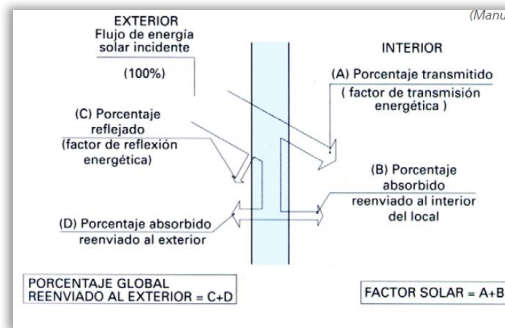 (Manu
EXTERIOR
Flujo de energía
solar incidente
(100%)
INTERIOR
(A) Porcentaje transmitido
( factor de transmisión
energética )
(C) Porcentaje
reflejado
(factor de reflexión
energética)
(B) Porcentaje
absorbido
reenviado al interior
del local
(D) Porcentaje absorbido
reenviado al exterior
PORCENTAJE GLOBAL
REENVIADO AL EXTERIOR = C+D
FACTOR SOLAR = A+B